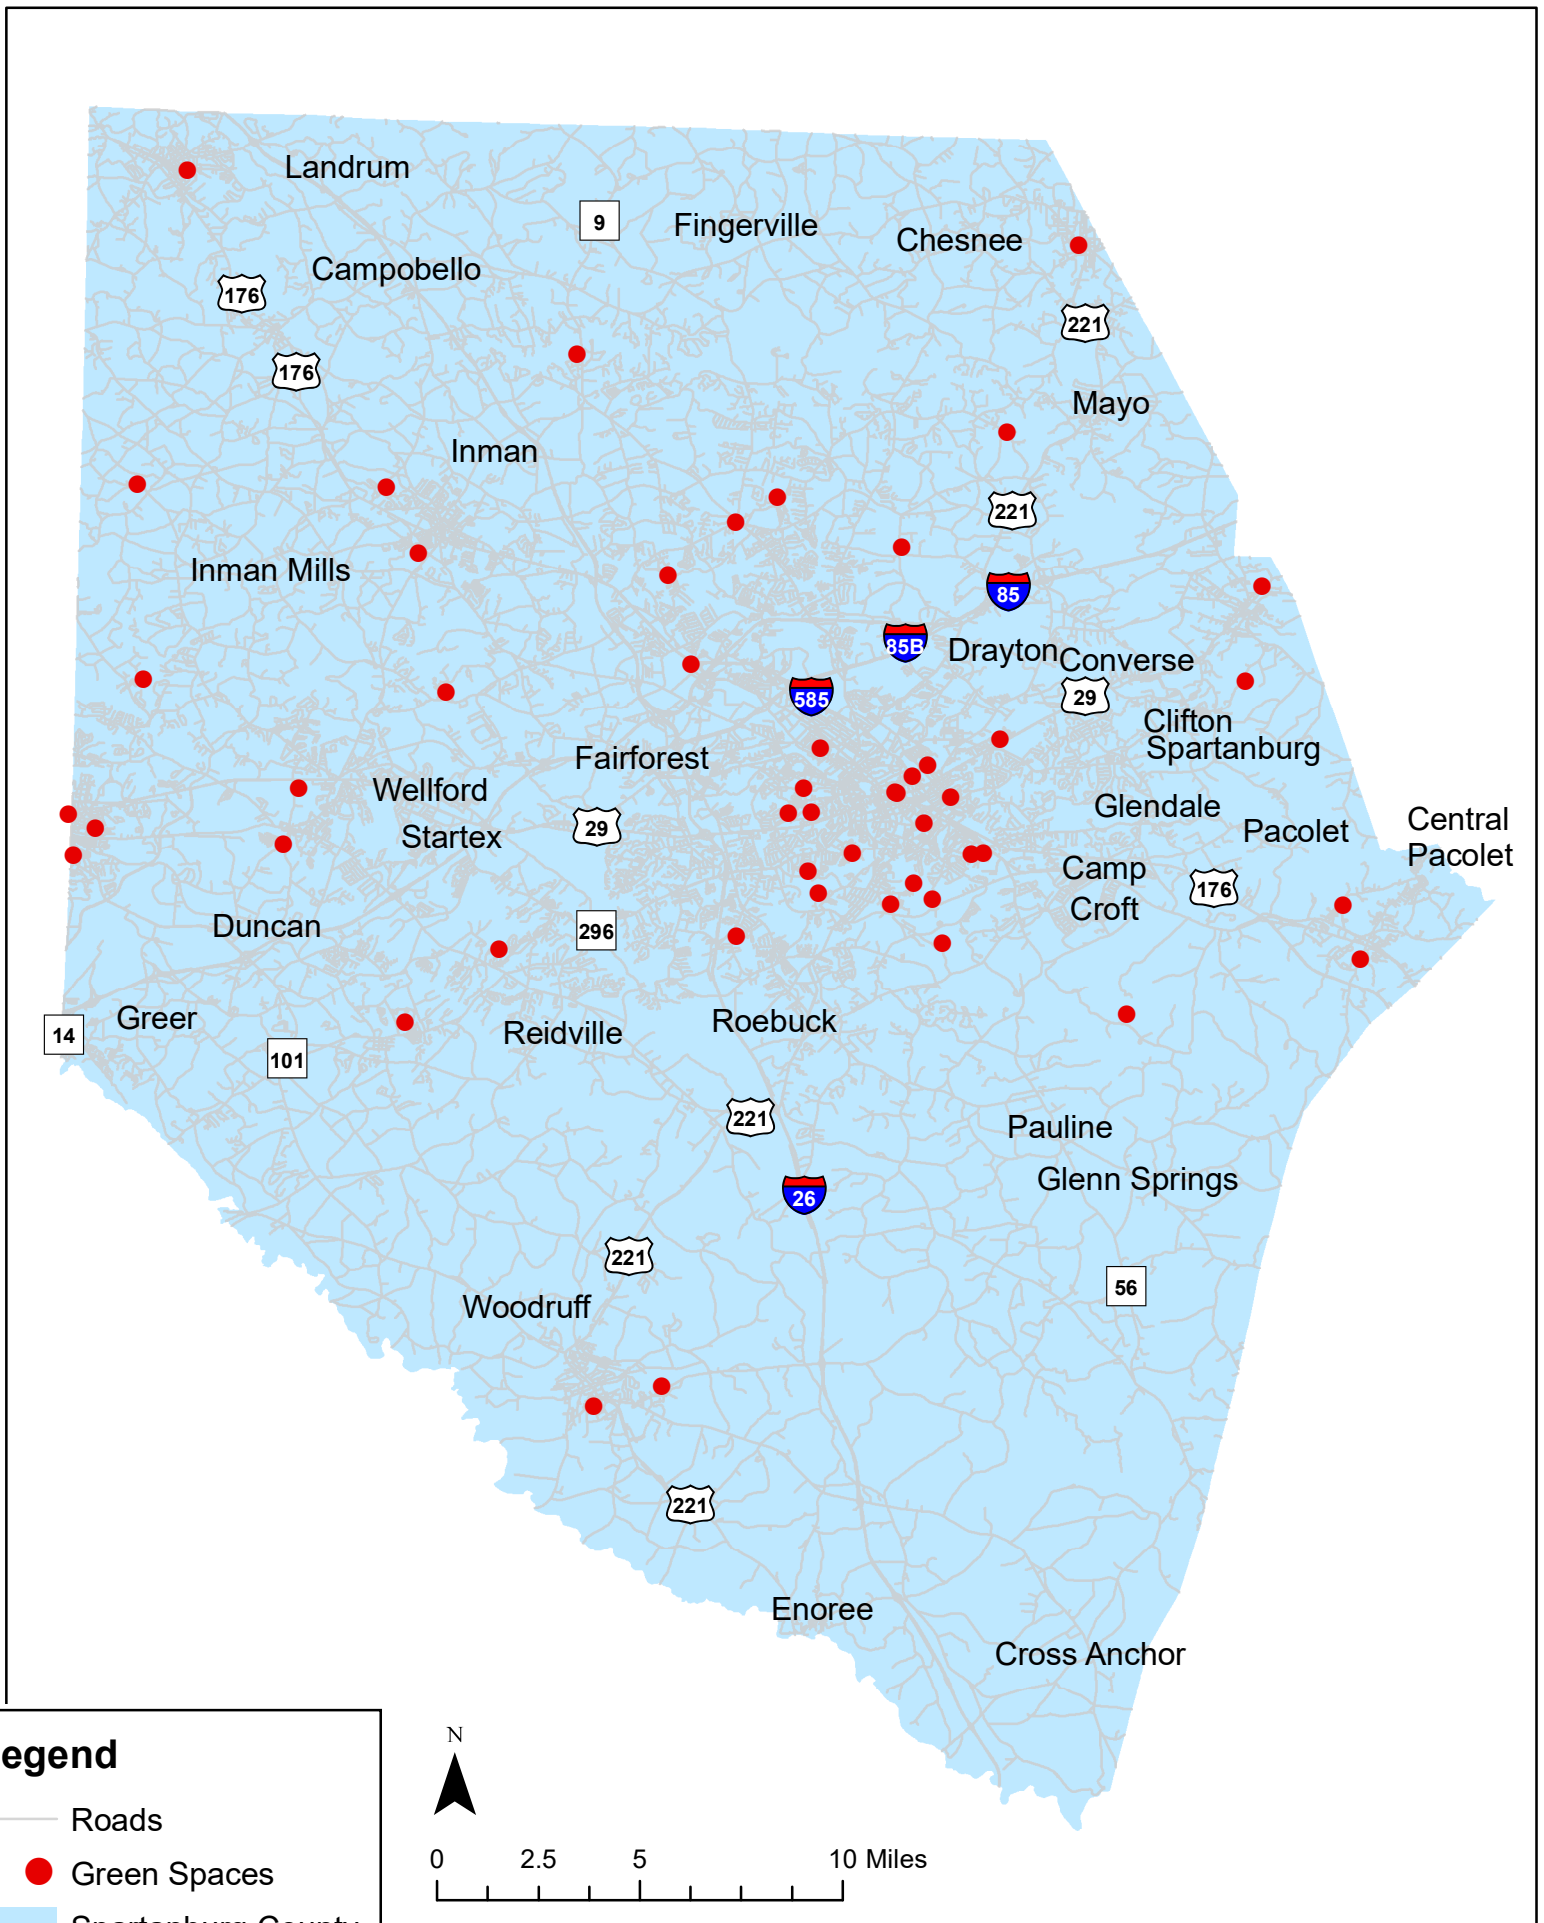 Landrum
9
Fingerville
Chesnee
Campobello
176
221
176
Mayo
Inman
221
Inman Mills
85
85B
Drayton
Converse
585
29
Clifton
Spartanburg
Fairforest
Wellford
Glendale
Central
Pacolet
Pacolet
29
Startex
Camp
Croft
176
Duncan
296
Greer
14
101
Reidville
Roebuck
221
Pauline
Glenn Springs
26
221
56
Woodruff
221
Enoree
Cross Anchor
egend
Roads
Green Spaces
Spartanburg County
N
0 2.5 5 10 Miles